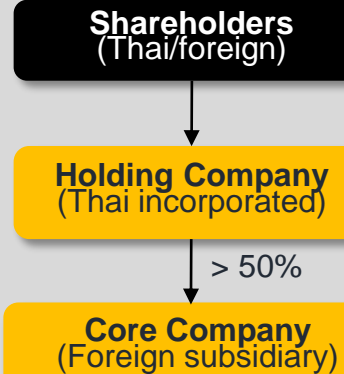 Shareholders
(Thai/foreign)
Holding Company
(Thai incorporated)
> 50%
Core Company
(Foreign subsidiary)